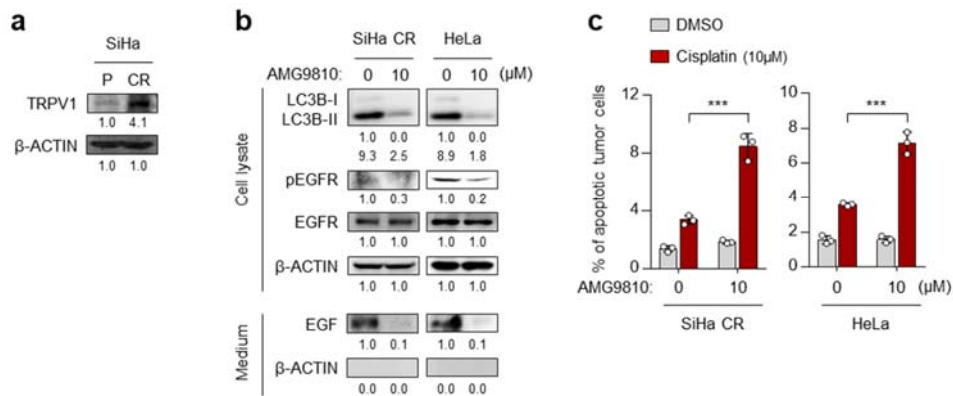 a
SiHa
P CR
TRPV1
1.0 4.1
β-ACTIN
1.0 1.0
b
SiHa CR HeLa
AMG9810: 0 10 0 10 (μM)
Cell lysate
LC3B-I
LC3B-II
1.0 0.0 1.0 0.0
9.3 2.5 8.9 1.8
pEGFR
1.0 0.3 1.0 0.2
EGFR
1.0 1.0 1.0 1.0
β-ACTIN
1.0 1.0 1.0 1.0
Medium
EGF
1.0 0.1 1.0 0.1
β-ACTIN
0.0 0.0 0.0 0.0
c
DMSO
Cisplatin (10μM)
% of apoptotic tumor cells
12
8
4
0
***
8
6
4
2
0
***
AMG9810: 0 10 0 10 (μM)
SiHa CR HeLa